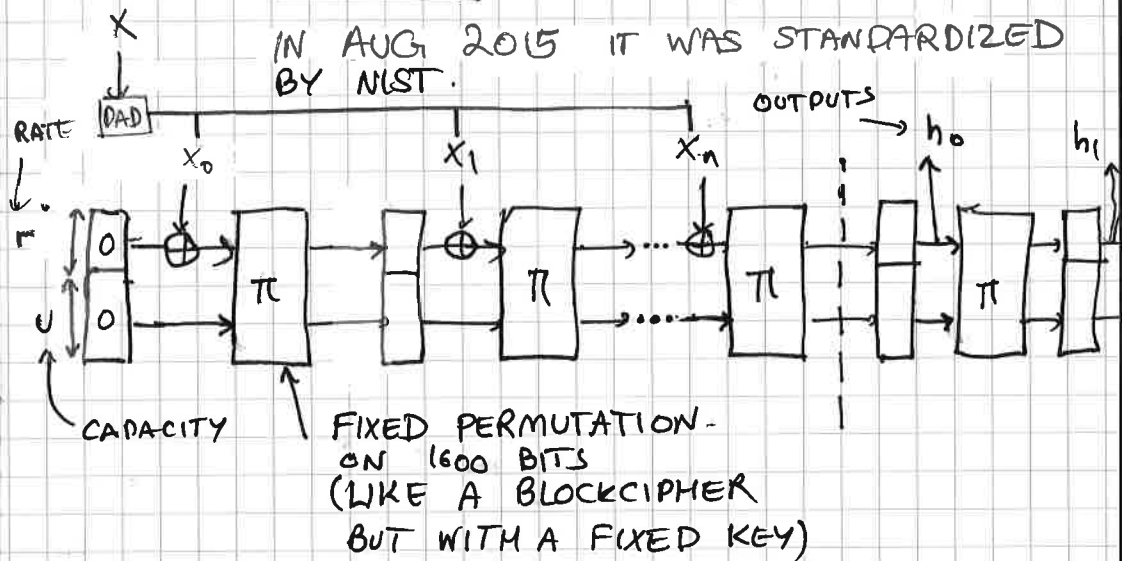 X
IN AUG 2015 IT WAS STANDARDIZED
BY NIST.
PAD
OUTPUTS
RATE
X₀ X₁ Xₙ h₀ h₁
r
0
π π π π
0
CAPACITY
FIXED PERMUTATION-
ON 1600 BITS
(LIKE A BLOCKCIPHER
BUT WITH A FIXED KEY)